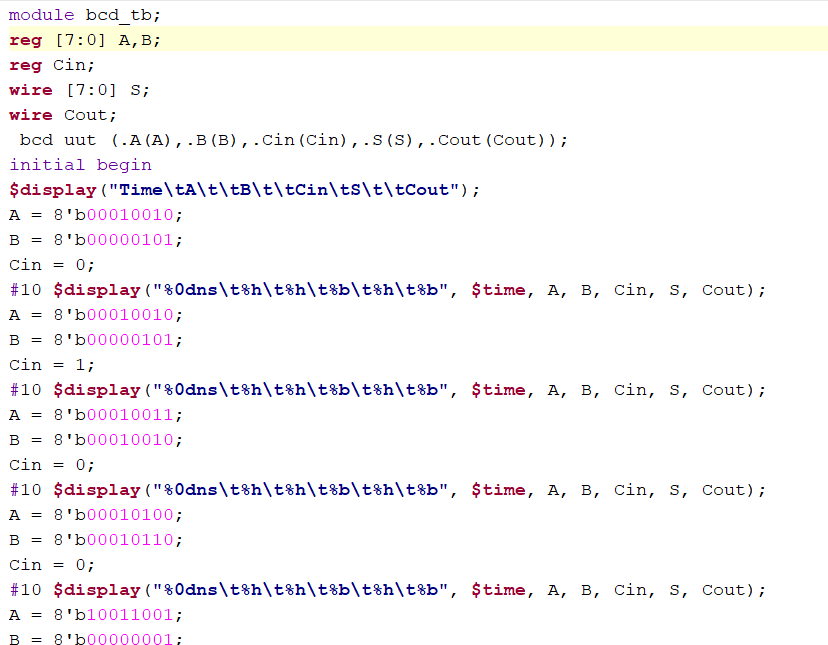 module bcd_tb;
reg [7:0] A,B;
reg Cin;
wire [7:0] S;
wire Cout;
 bcd uut (.A(A),.B(B),.Cin(Cin),.S(S),.Cout(Cout));
initial begin
$display("Time\tA\t\tB\t\tCin\tS\t\tCout");
A = 8'b00010010;
B = 8'b00000101;
Cin = 0;
#10 $display("%0dns\t%h\t%h\t%b\t%h\t%b", $time, A, B, Cin, S, Cout);
A = 8'b00010010;
B = 8'b00000101;
Cin = 1;
#10 $display("%0dns\t%h\t%h\t%b\t%h\t%b", $time, A, B, Cin, S, Cout);
A = 8'b00010011;
B = 8'b00010010;
Cin = 0;
#10 $display("%0dns\t%h\t%h\t%b\t%h\t%b", $time, A, B, Cin, S, Cout);
A = 8'b00010100;
B = 8'b00010110;
Cin = 0;
#10 $display("%0dns\t%h\t%h\t%b\t%h\t%b", $time, A, B, Cin, S, Cout);
A = 8'b10011001;
B = 8'b00000001;